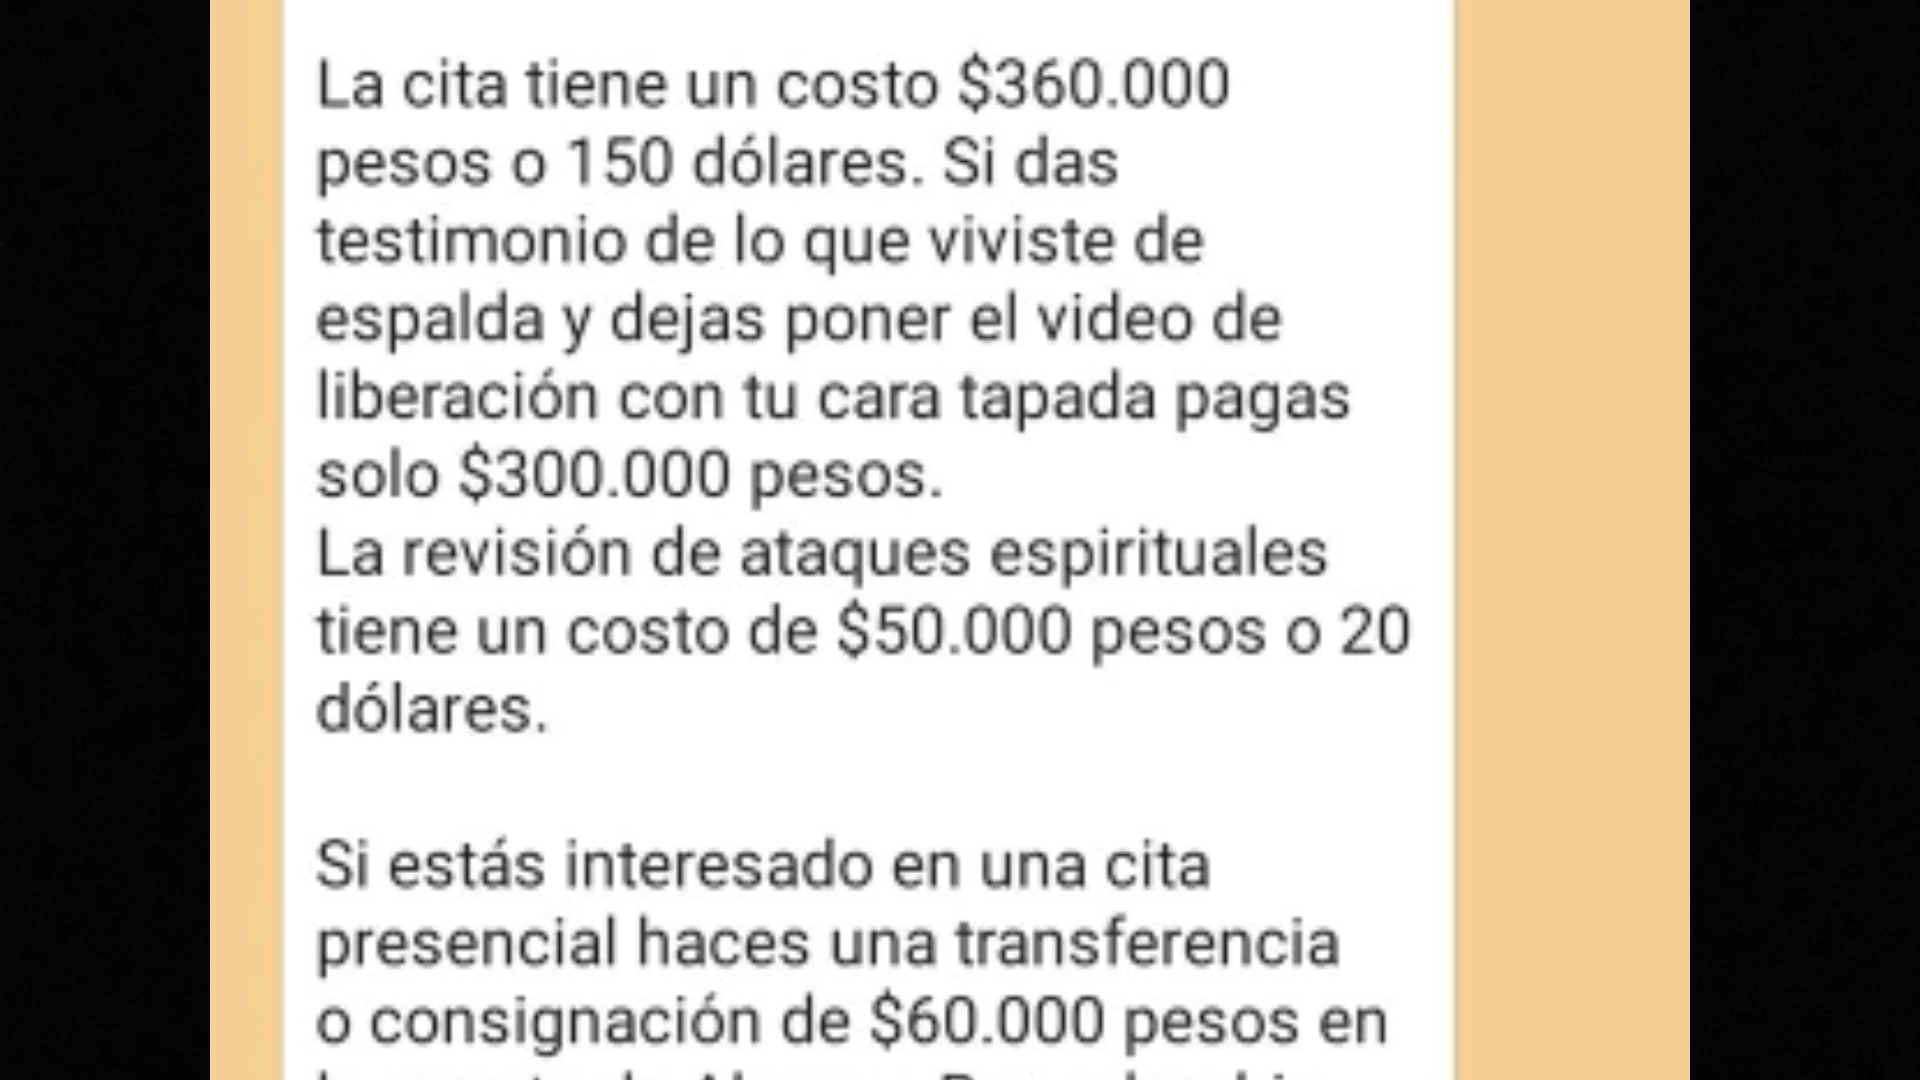 La cita tiene un costo $360.000
pesos o 150 dólares. Si das
testimonio de lo que viviste de
espalda y dejas poner el video de
liberación con tu cara tapada pagas
solo $300.000 pesos.
La revisión de ataques espirituales
tiene un costo de $50.000 pesos o 20
dólares.
Si estás interesado en una cita
presencial haces una transferencia
o consignación de $60.000 pesos en